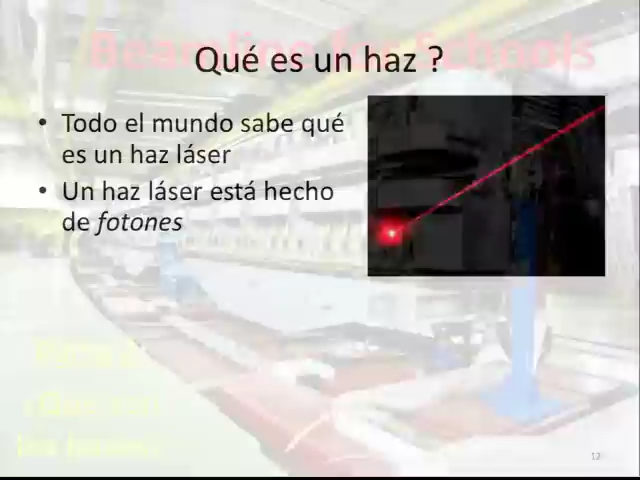 Beamline for Schools
Qué es un haz ?
• Todo el mundo sabe qué
es un haz láser
• Un haz láser está hecho
de fotones
12